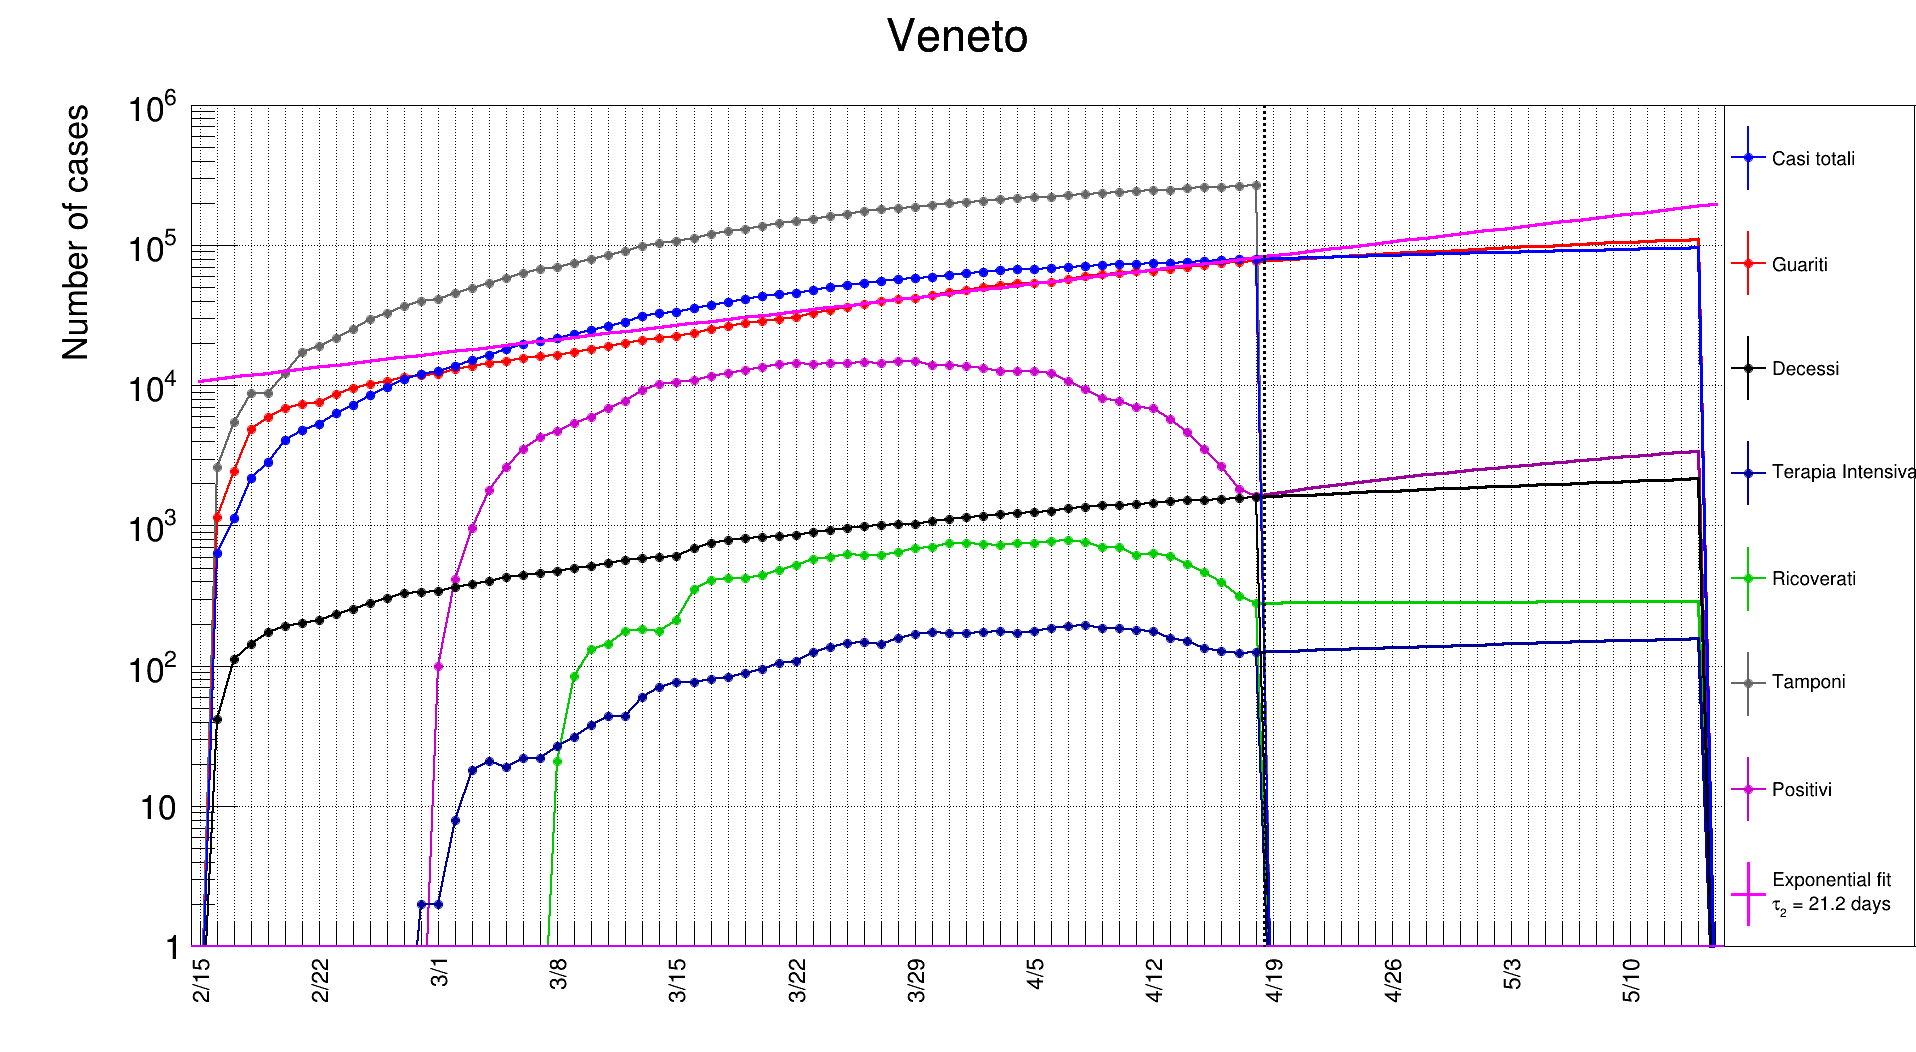 Veneto
Number of cases
10^6
10^5
10^4
10^3
10^2
10
1
2/15
2/22
3/1
3/8
3/15
3/22
3/29
4/5
4/12
4/19
4/26
5/3
5/10
Casi totali
Guariti
Decessi
Terapia Intensiva
Ricoverati
Tamponi
Positivi
Exponential fit
τ_2 = 21.2 days